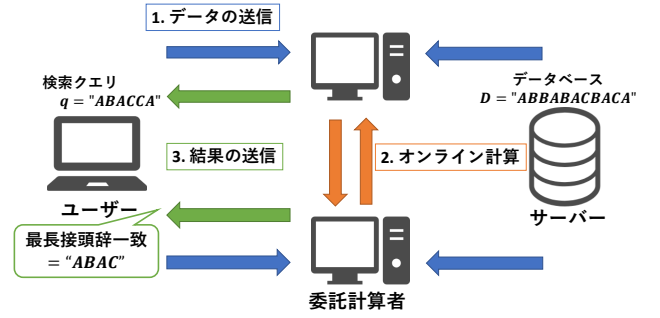 1. データの送信
検索クエリ
q = "ABACCA"
データベース
D = "ABBABACBACA"
3. 結果の送信
2. オンライン計算
ユーザー
サーバー
最長接頭辞一致
= “ABAC”
委託計算者